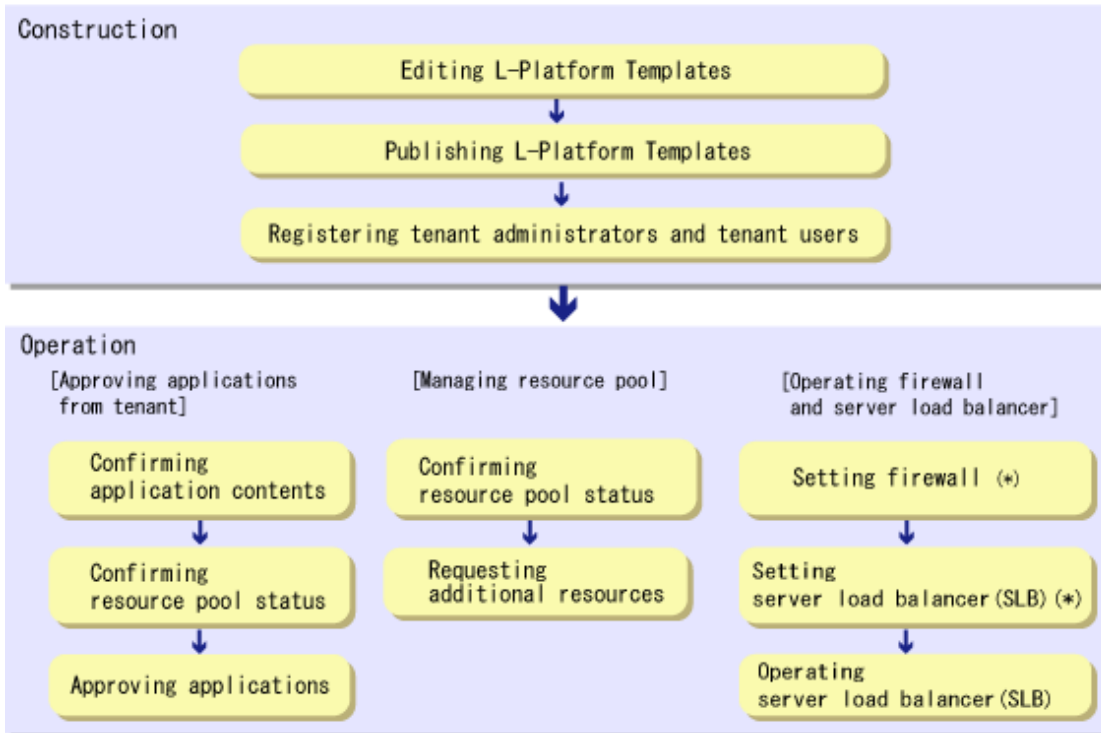 Construction
Editing L-Platform Templates
Publishing L-Platform Templates
Registering tenant administrators and tenant users
Operation
[Approving applications
from tenant]
Confirming
application contents
Confirming
resource pool status
Approving applications
[Managing resource pool]
Confirming
resource pool status
Requesting
additional resources
[Operating firewall
and server load balancer]
Setting firewall (*)
Setting
server load balancer(SLB)(*)
Operating
server load balancer(SLB)